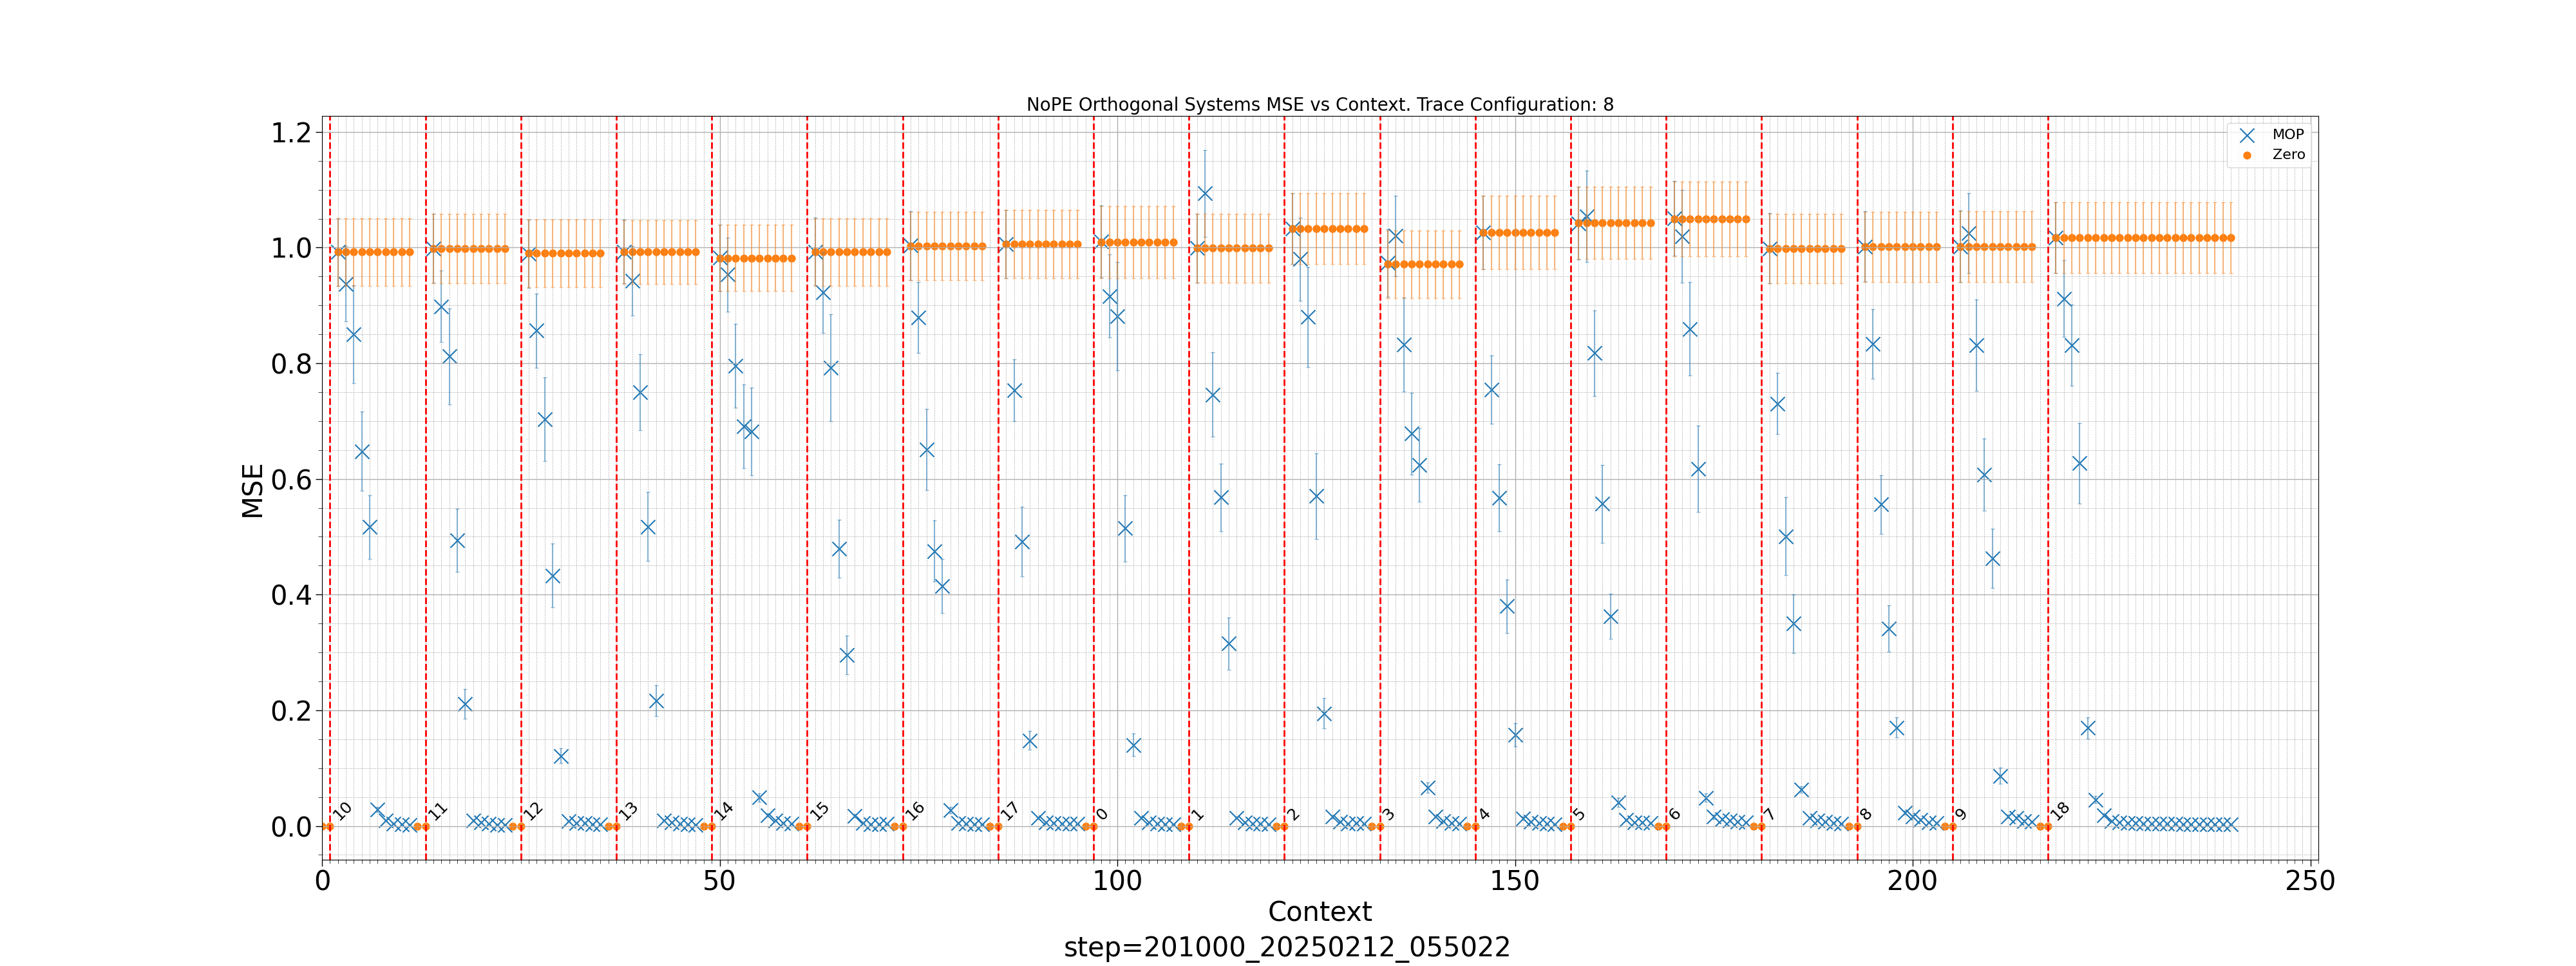 NoPE Orthogonal Systems MSE vs Context. Trace Configuration: 8
MOP
Zero
MSE
1.2
1.0
0.8
0.6
0.4
0.2
0.0
10 11 12 13 14 15 16 17 0 1 2 3 4 5 6 7 8 9 18
0 50 100 150 200 250
Context
step=201000_20250212_055022